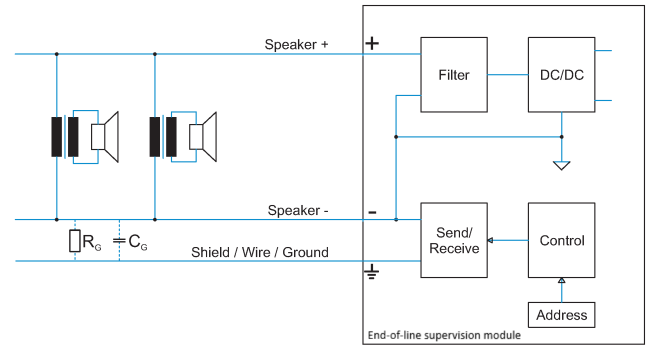 Speaker +
+
Filter
DC/DC
Speaker -
-
R_G
C_G
Shield / Wire / Ground
Send/
Receive
Control
Address
End-of-line supervision module